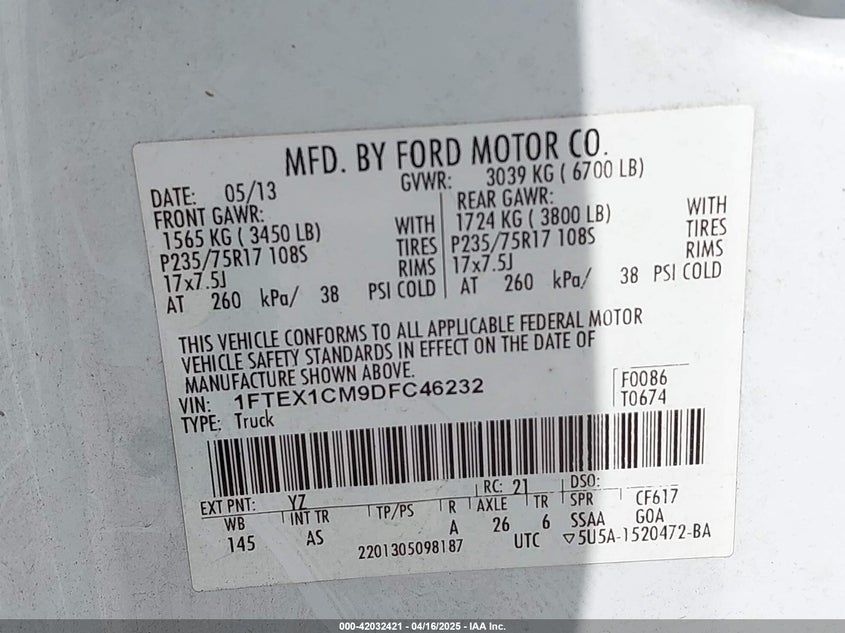 MFD. BY FORD MOTOR CO.
DATE: 05/13 GVWR: 3039 KG ( 6700 LB)
FRONT GAWR: REAR GAWR:
1565 KG ( 3450 LB) WITH 1724 KG ( 3800 LB) WITH
P235/75R17 108S TIRES P235/75R17 108S TIRES
17x7.5J RIMS 17x7.5J RIMS
AT 260 kPa/ 38 PSI COLD AT 260 kPa/ 38 PSI COLD
THIS VEHICLE CONFORMS TO ALL APPLICABLE FEDERAL MOTOR
VEHICLE SAFETY STANDARDS IN EFFECT ON THE DATE OF
MANUFACTURE SHOWN ABOVE.
VIN: 1FTEX1CM9DFC46232 F0086
TYPE: Truck T0674
EXT PNT: YZ RC: 21 DSO:
WB INT TR TP/PS R AXLE TR SPR CF617
145 AS A 26 6 SSAA GOA
2201305098187 UTC ▽5U5A-1520472-BA
000-42032421 - 04/16/2025 - IAA Inc.